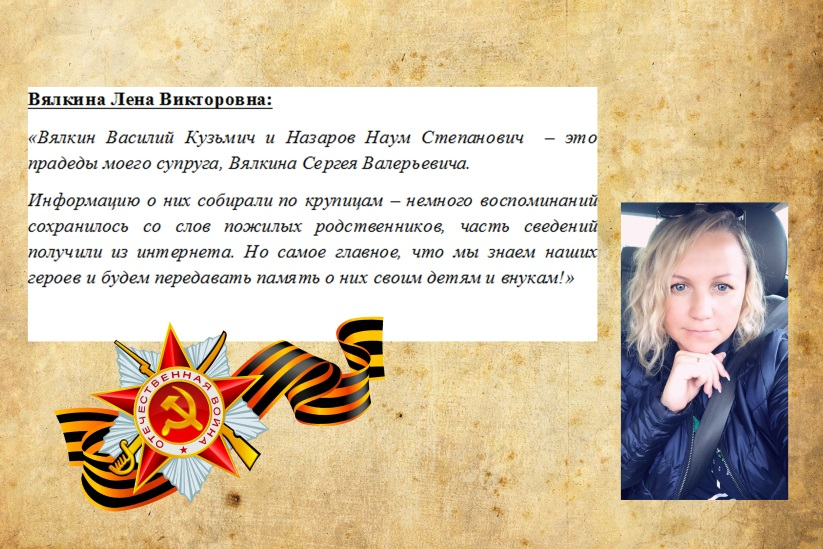 Вялкина Лена Викторовна:
«Вялкин Василий Кузьмич и Назаров Наум Степанович – это
прадеды моего супруга, Вялкина Сергея Валерьевича.
Информацию о них собирали по крупицам – немного воспоминаний
сохранилось со слов пожилых родственников, часть сведений
получили из интернета. Но самое главное, что мы знаем наших
героев и будем передавать память о них своим детям и внукам!»
ОТЕЧЕСТВЕННАЯ ВОЙНА